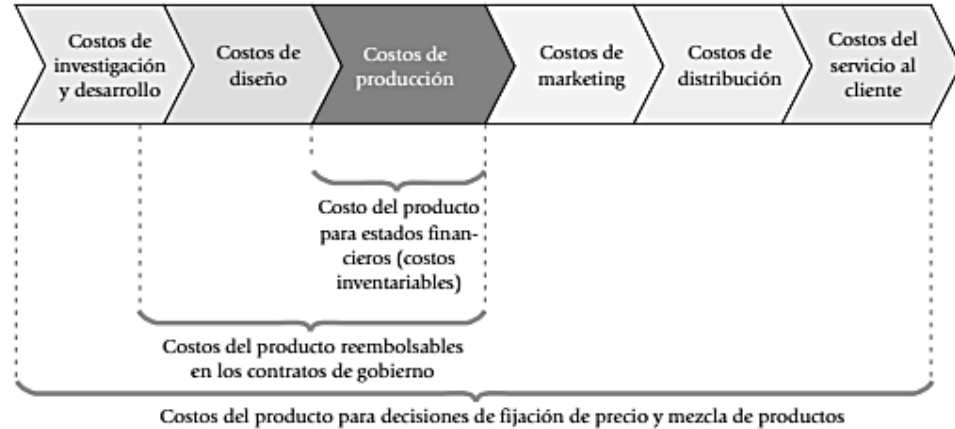 Costos de
investigación
y desarrollo
Costos de
diseño
Costos de
producción
Costos de
marketing
Costos de
distribución
Costos del
servicio al
cliente
Costo del producto
para estados finan-
cieros (costos
inventariables)
Costos del producto reembolsables
en los contratos de gobierno
Costos del producto para decisiones de fijación de precio y mezcla de productos